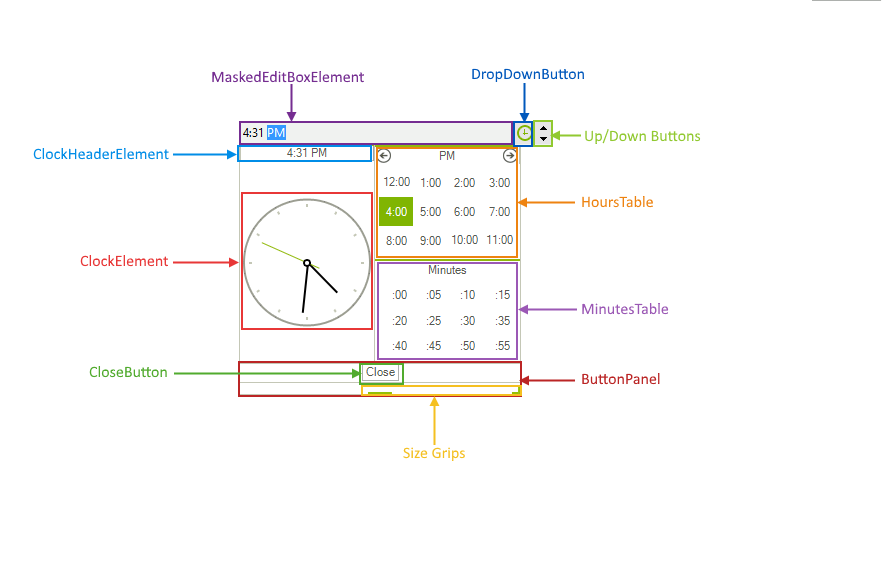 MaskedEditBoxElement
DropDownButton
4:31 PM
Up/Down Buttons
ClockHeaderElement
4:31 PM
PM
12:00 1:00 2:00 3:00
4:00 5:00 6:00 7:00
8:00 9:00 10:00 11:00
HoursTable
ClockElement
Minutes
:00 :05 :10 :15
:20 :25 :30 :35
:40 :45 :50 :55
MinutesTable
CloseButton
Close
ButtonPanel
Size Grips